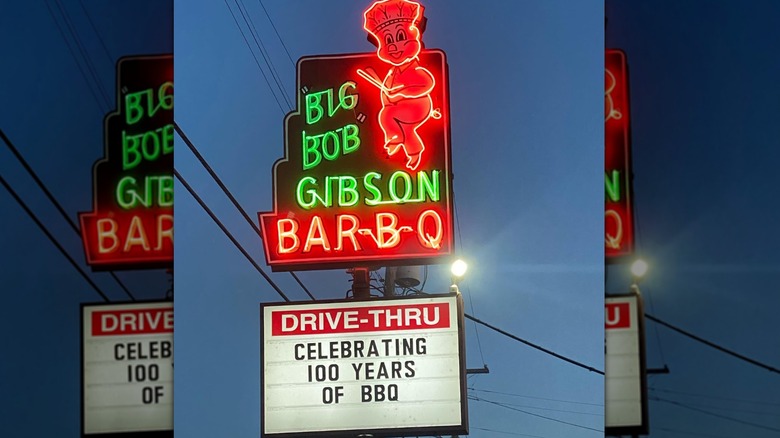 "BIG
BOB"
GIBSON
BAR-B-Q
DRIVE-THRU
CELEBRATING
100 YEARS
OF BBQ